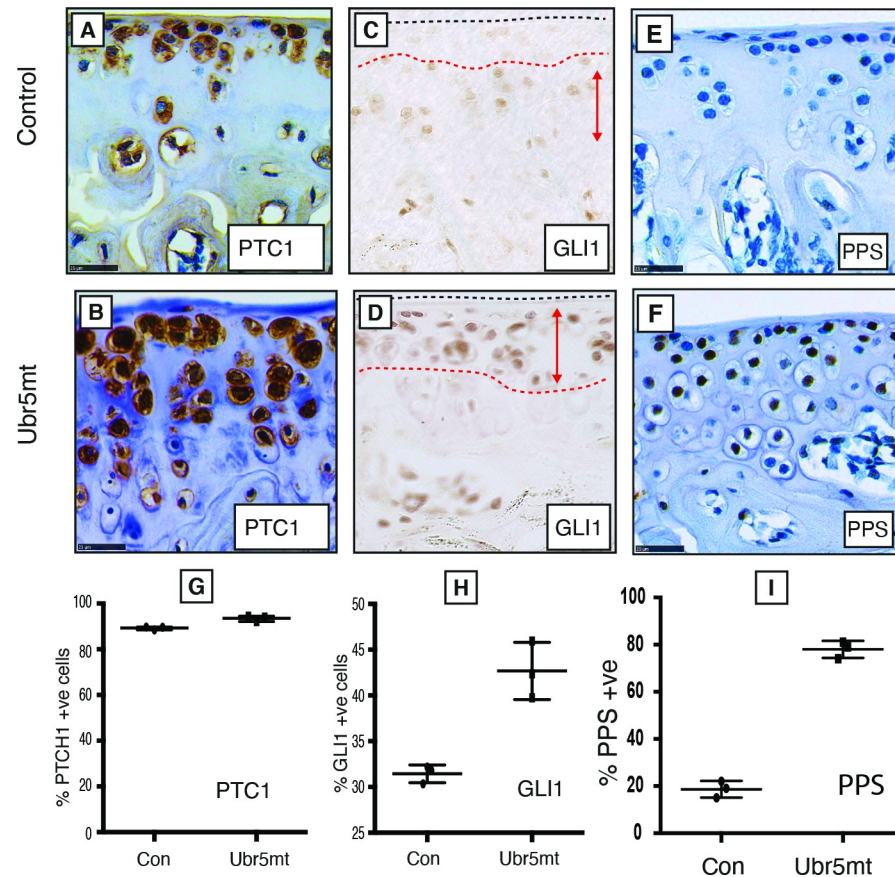 Control
A
PTC1
C
GLI1
E
PPS
Ubr5mt
B
PTC1
D
GLI1
F
PPS
G
100
80
60
40
20
0
% PTCH1 +ve cells
PTC1
Con
Ubr5mt
H
50
45
40
35
30
25
% GLI1 +ve cells
GLI1
Con
Ubr5mt
I
100
80
60
40
20
0
% PPS +ve
PPS
Con
Ubr5mt